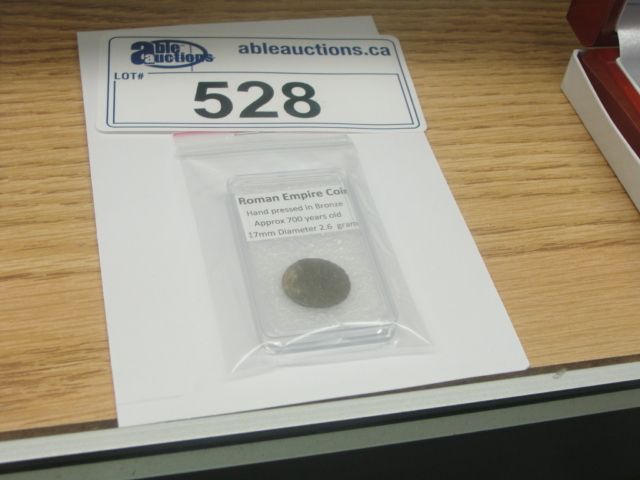 able auctions
ableauctions.ca
LOT#
528
Roman Empire Coin
Hand pressed in Bronze
Approx 700 years old
17mm Diameter 2.6 gram